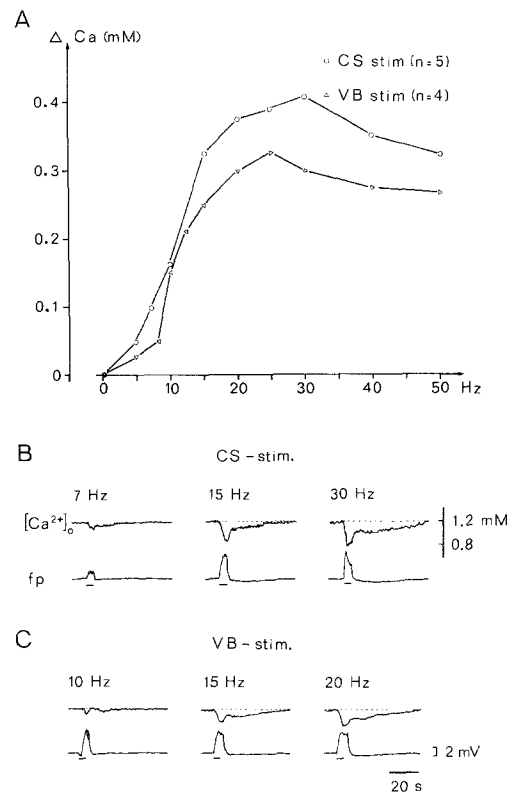 A
Δ Ca (mM)
○ CS stim (n=5)
△ VB stim (n=4)
0.4
0.3
0.2
0.1
0
0 10 20 30 40 50 Hz
B
CS - stim.
7 Hz 15 Hz 30 Hz
[Ca²⁺]₀
1.2 mM
0.8
fp
C
VB - stim.
10 Hz 15 Hz 20 Hz
2 mV
20 s